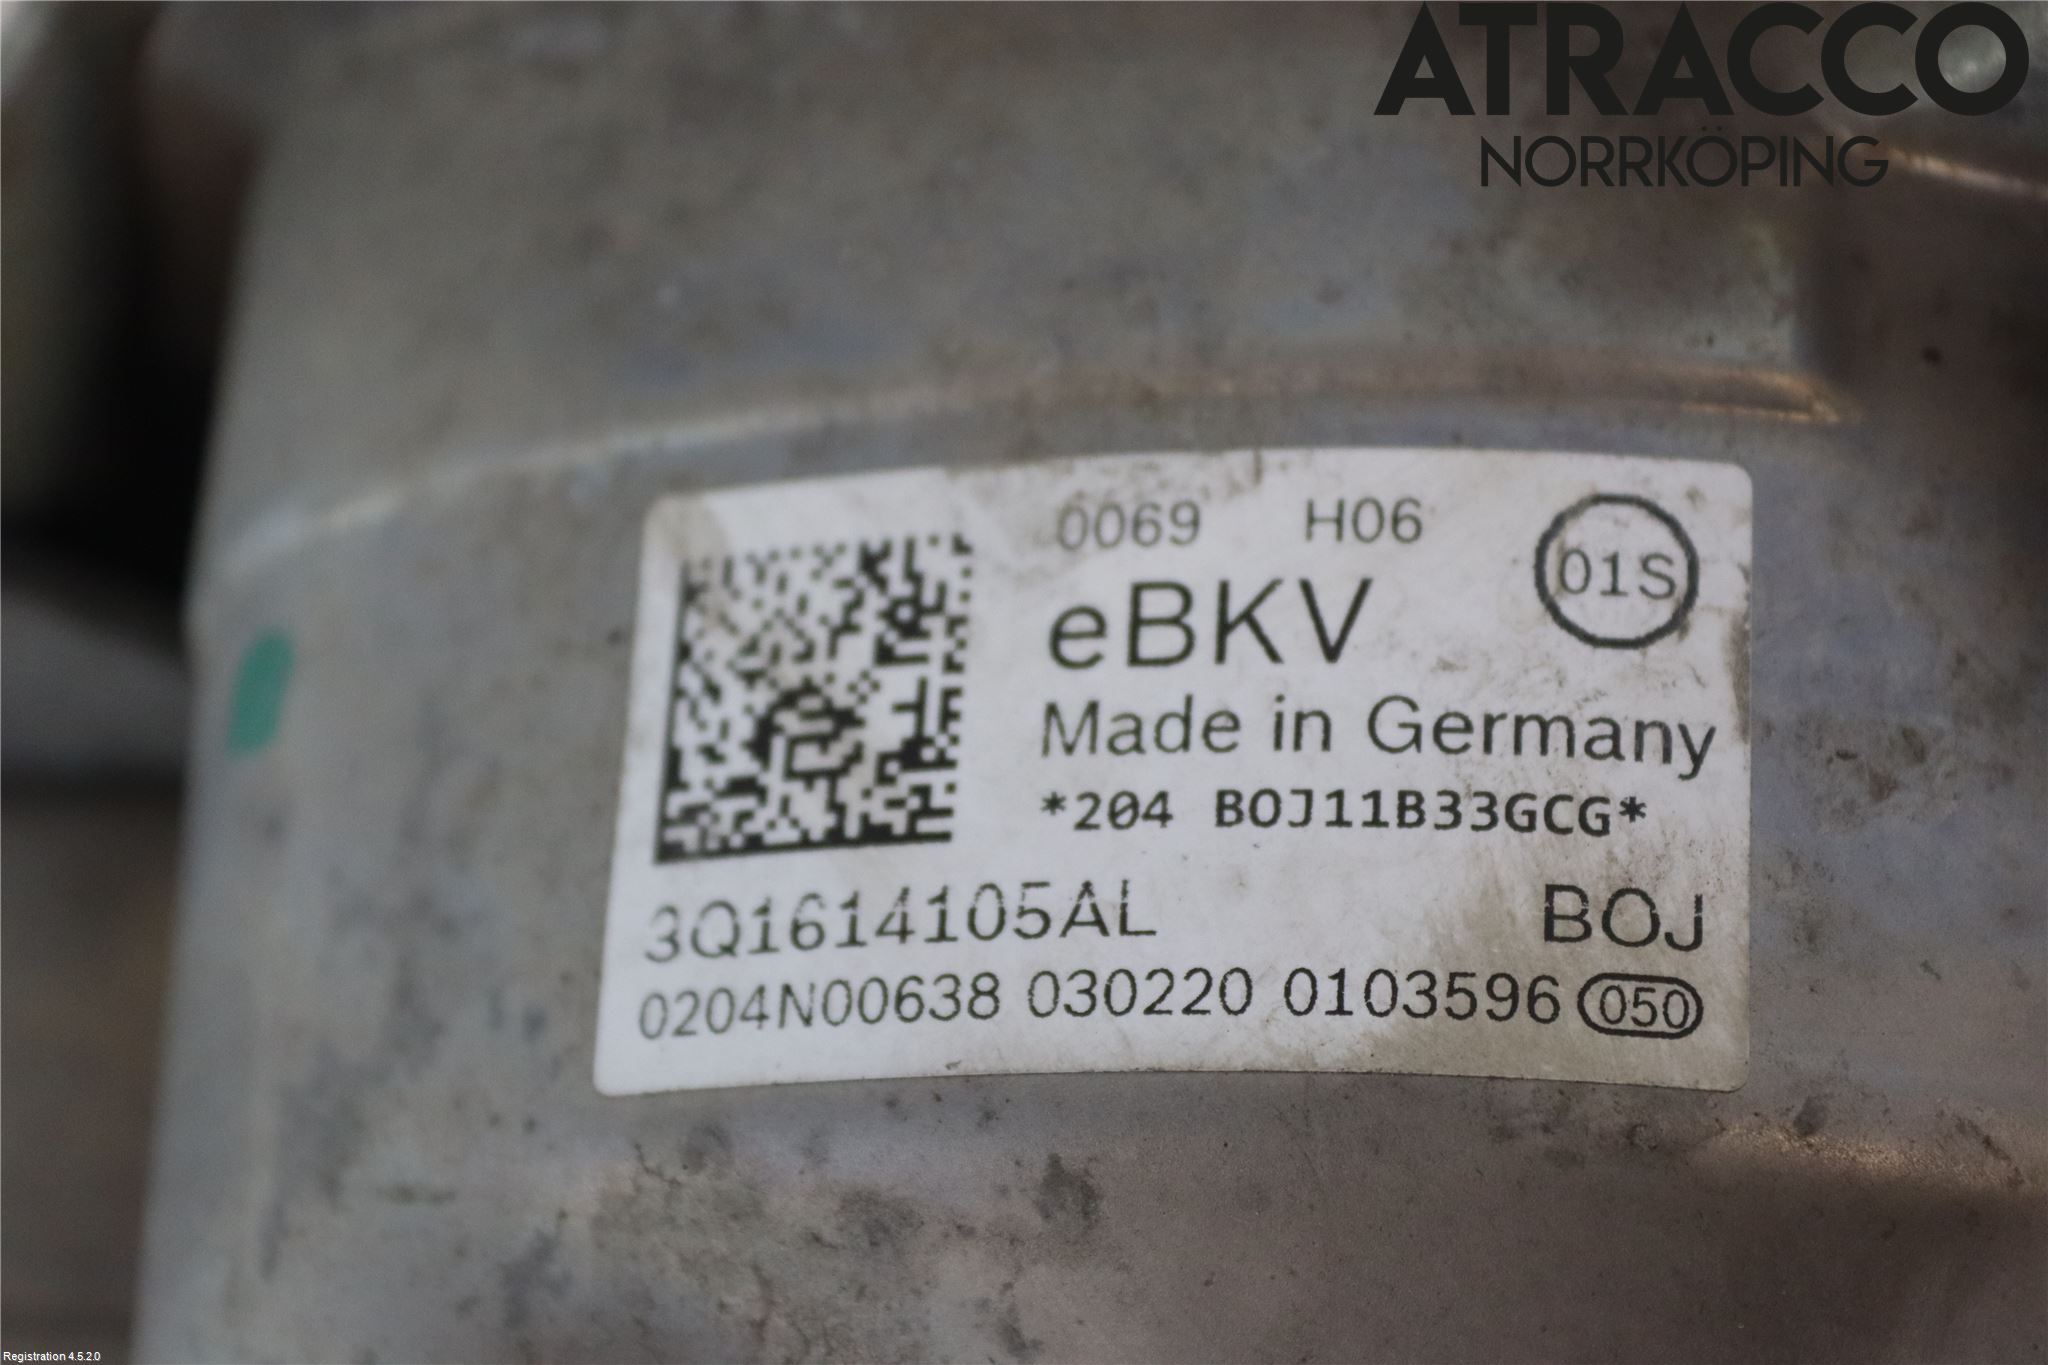 ATRACCO
NORRKÖPING
0069 H06
01S
eBKV
Made in Germany
*204 BOJ11B33GCG*
3Q1614105AL BOJ
0204N00638 030220 0103596 050
Registration 4.5.2.0